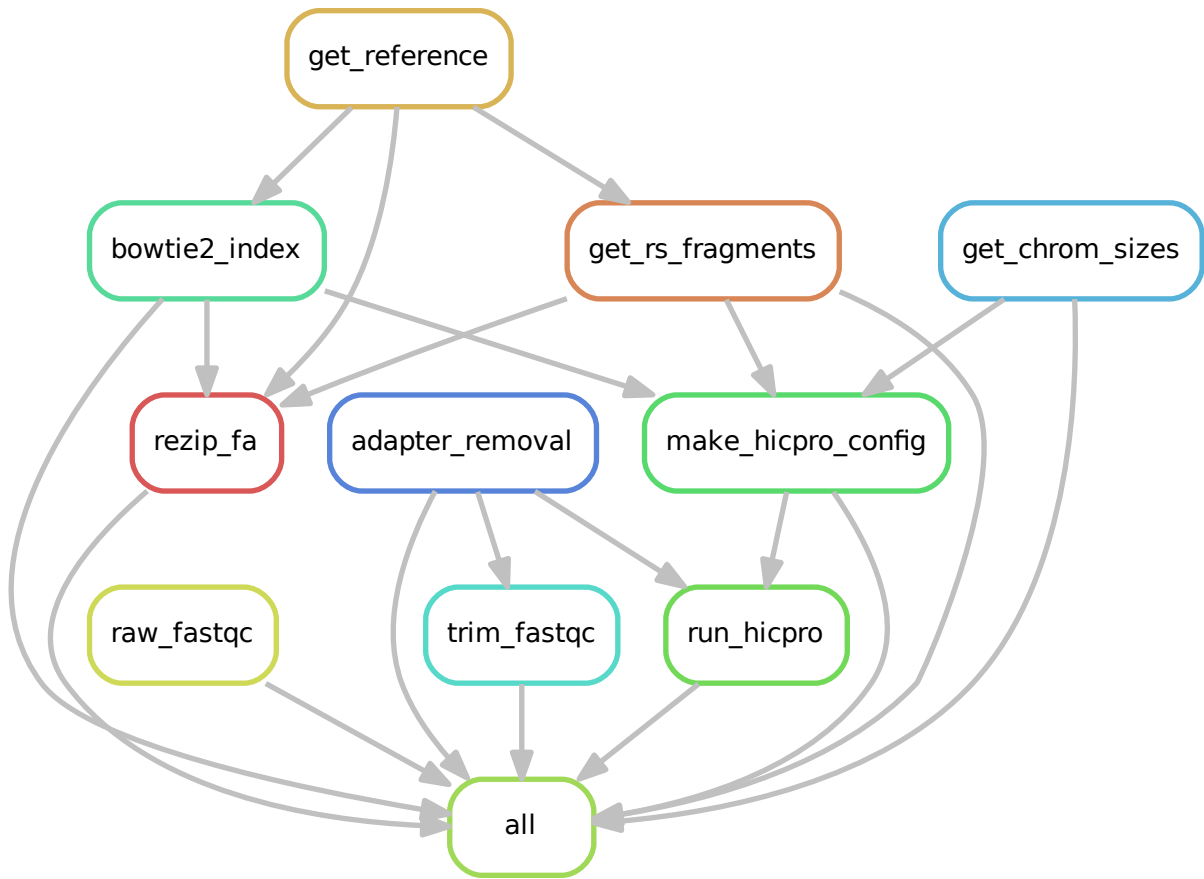 get_reference
bowtie2_index
get_rs_fragments
get_chrom_sizes
rezip_fa
adapter_removal
make_hicpro_config
raw_fastqc
trim_fastqc
run_hicpro
all